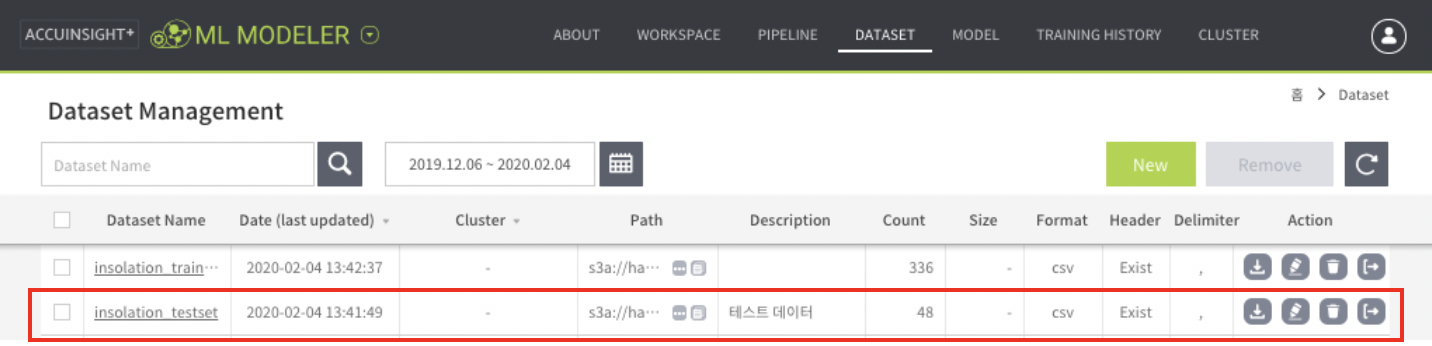 ACCUINSIGHT+ ML MODELER ABOUT WORKSPACE PIPELINE DATASET MODEL TRAINING HISTORY CLUSTER
홈 > Dataset
Dataset Management
Dataset Name 2019.12.06 ~ 2020.02.04 New Remove
Dataset Name Date (last updated) Cluster Path Description Count Size Format Header Delimiter Action
insolation_train··· 2020-02-04 13:42:37 - s3a://ha··· 336 - csv Exist ,
insolation_testset 2020-02-04 13:41:49 - s3a://ha··· 테스트 데이터 48 - csv Exist ,